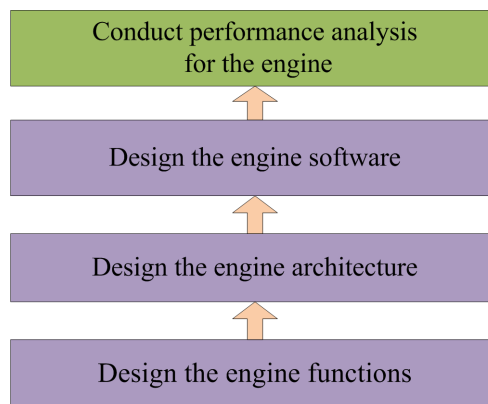 Conduct performance analysis
for the engine
Design the engine software
Design the engine architecture
Design the engine functions